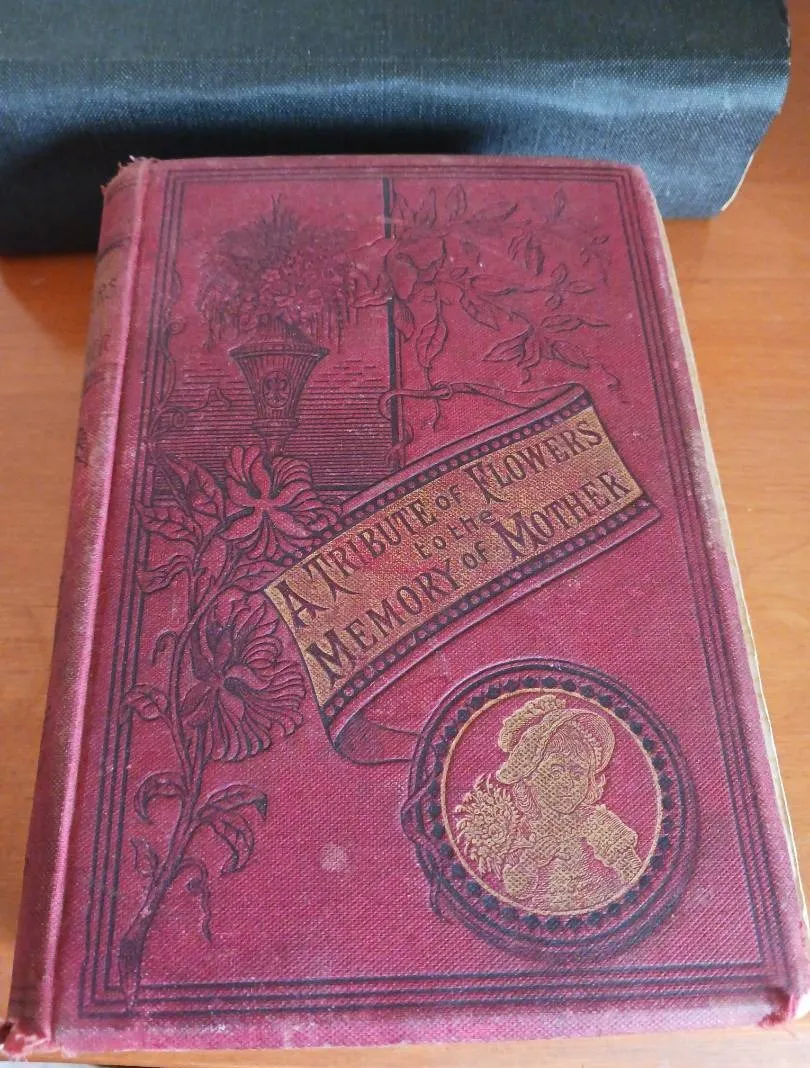 A TRIBUTE OF FLOWERS
to the
MEMORY OF MOTHER